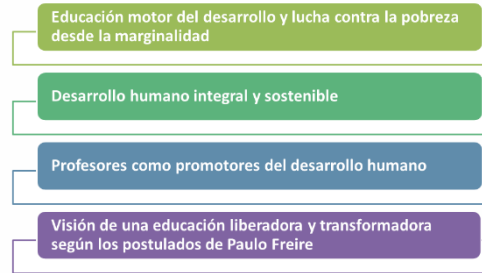 Educación motor del desarrollo y lucha contra la pobreza
desde la marginalidad
Desarrollo humano integral y sostenible
Profesores como promotores del desarrollo humano
Visión de una educación liberadora y transformadora
según los postulados de Paulo Freire